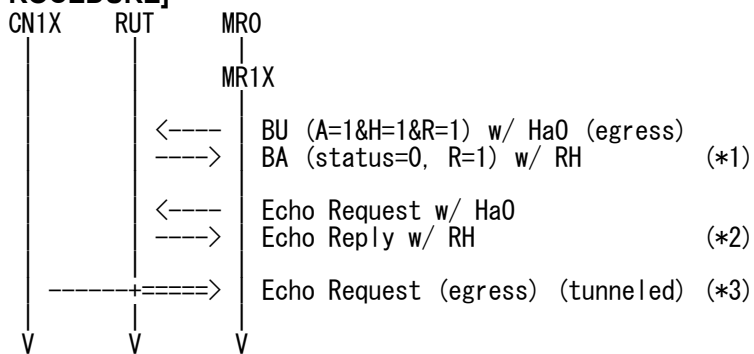 ROCEDURE]
CN1X RUT MR0
MR1X
<---- BU (A=1&H=1&R=1) w/ HaO (egress)
----> BA (status=0, R=1) w/ RH (*1)
<---- Echo Request w/ HaO
----> Echo Reply w/ RH (*2)
------+=====> Echo Request (egress) (tunneled) (*3)
V V V